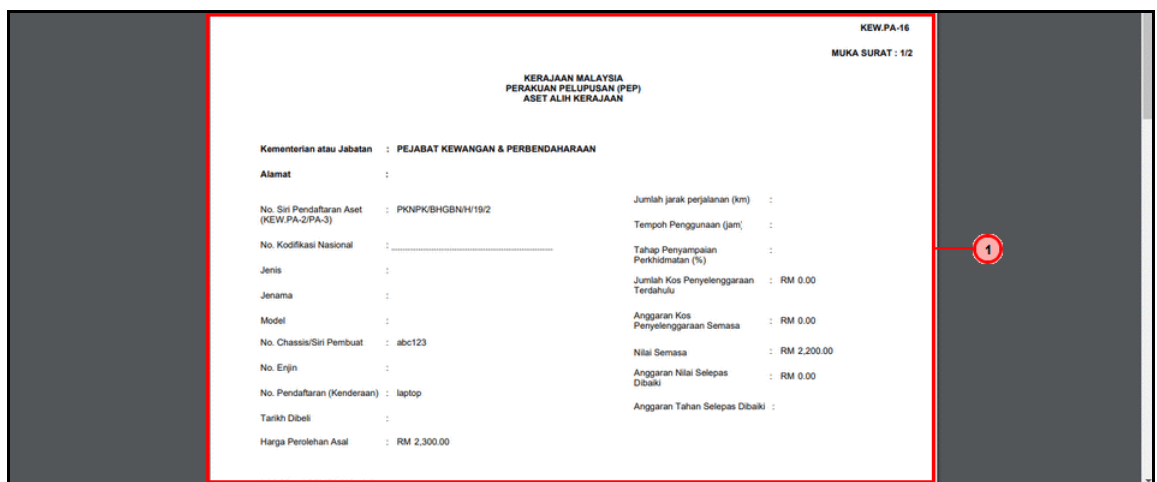 KEW.PA-16
MUKA SURAT : 1/2
KERAJAAN MALAYSIA
PERAKUAN PELUPUSAN (PEP)
ASET ALIH KERAJAAN
Kementerian atau Jabatan : PEJABAT KEWANGAN & PERBENDAHARAAN
Alamat :
No. Siri Pendaftaran Aset : PKNPK/BHGBN/H/19/2
(KEW.PA-2/PA-3)
No. Kodifikasi Nasional :
Jenis :
Jenama :
Model :
No. Chassis/Siri Pembuat : abc123
No. Enjin :
No. Pendaftaran (Kenderaan) : laptop
Tarikh Dibeli :
Harga Perolehan Asal : RM 2,300.00
Jumlah jarak perjalanan (km) :
Tempoh Penggunaan (jam) :
Tahap Penyampaian :
Perkhidmatan (%)
Jumlah Kos Penyelenggaraan : RM 0.00
Terdahulu
Anggaran Kos
Penyelenggaraan Semasa : RM 0.00
Nilai Semasa : RM 2,200.00
Anggaran Nilai Selepas : RM 0.00
Dibaiki
Anggaran Tahan Selepas Dibaiki :
1